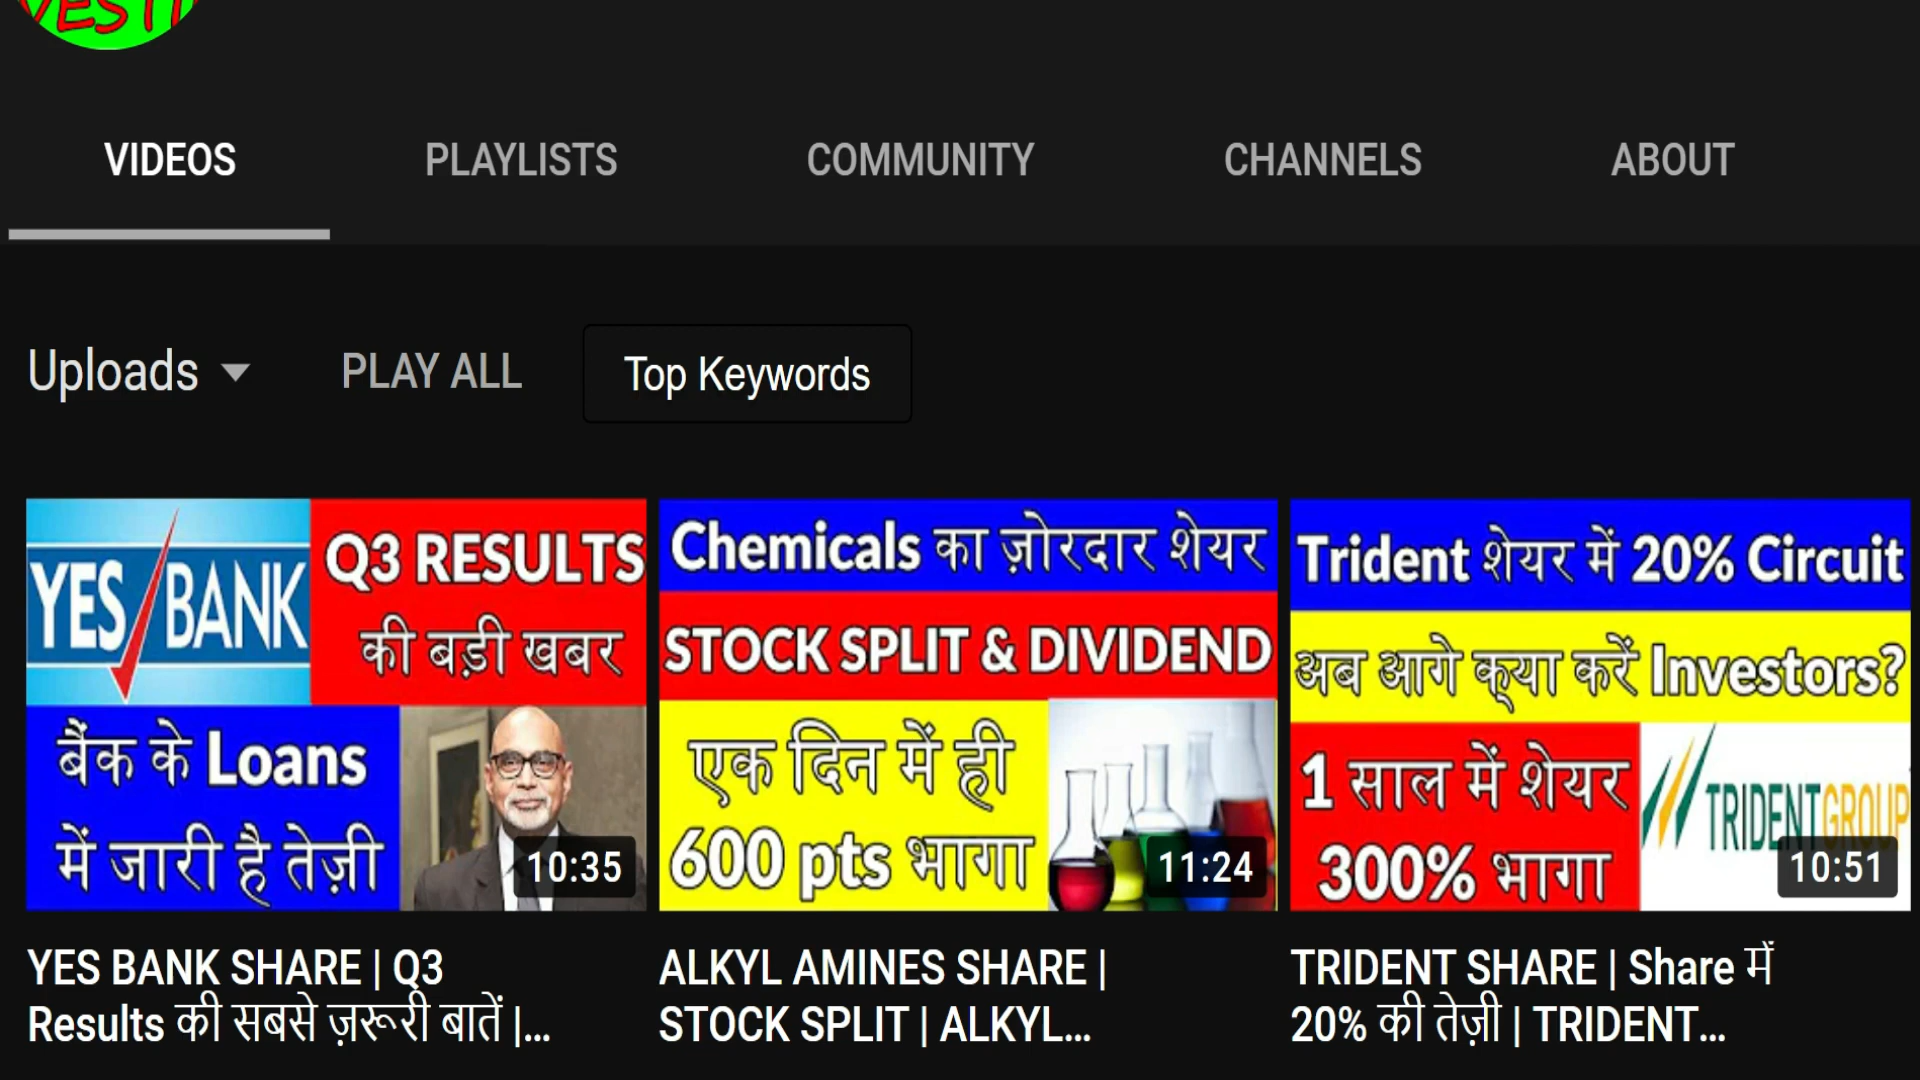 VIDEOS PLAYLISTS COMMUNITY CHANNELS ABOUT
Uploads PLAY ALL Top Keywords
YES BANK
Q3 RESULTS
की बड़ी खबर
बैंक के Loans
में जारी है तेज़ी
10:35
YES BANK SHARE | Q3
Results की सबसे ज़रूरी बातें |...
Chemicals का ज़ोरदार शेयर
STOCK SPLIT & DIVIDEND
एक दिन में ही
600 pts भागा
11:24
ALKYL AMINES SHARE |
STOCK SPLIT | ALKYL...
Trident शेयर में 20% Circuit
अब आगे क्या करें Investors?
1 साल में शेयर
300% भागा
TRIDENT GROUP
10:51
TRIDENT SHARE | Share में
20% की तेज़ी | TRIDENT...